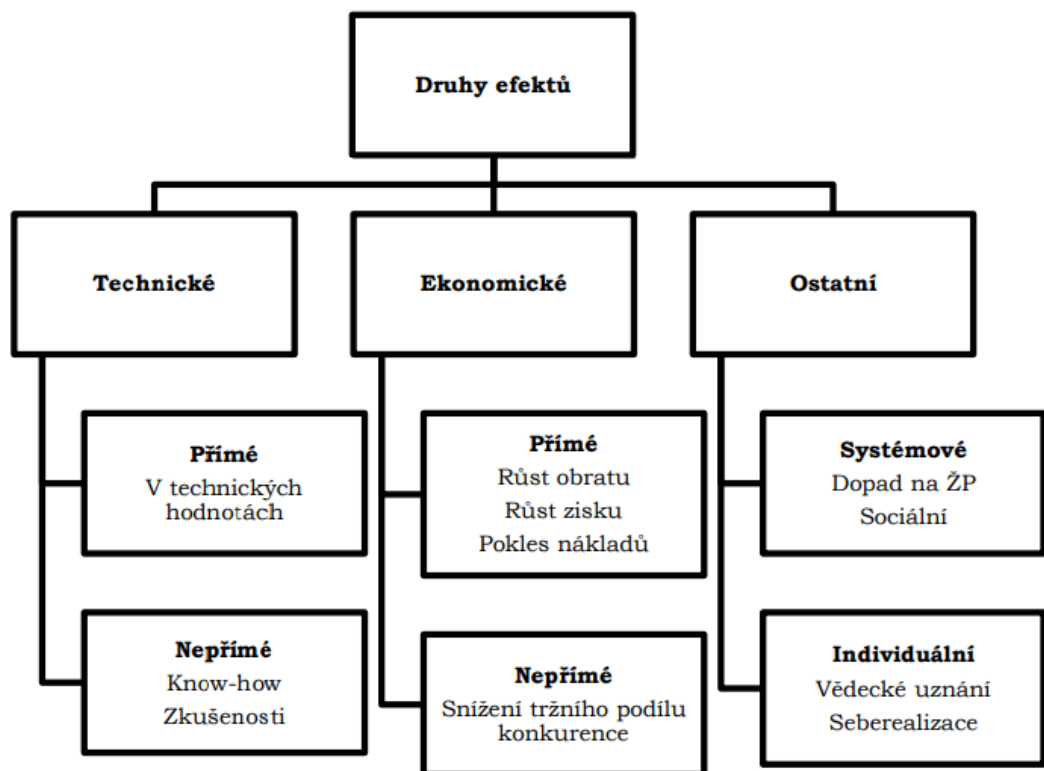 Druhy efektů
Technické
Ekonomické
Ostatní
Přímé
V technických
hodnotách
Nepřímé
Know-how
Zkušenosti
Přímé
Růst obratu
Růst zisku
Pokles nákladů
Nepřímé
Snížení tržního podílu
konkurence
Systémové
Dopad na ŽP
Sociální
Individuální
Vědecké uznání
Seberealizace